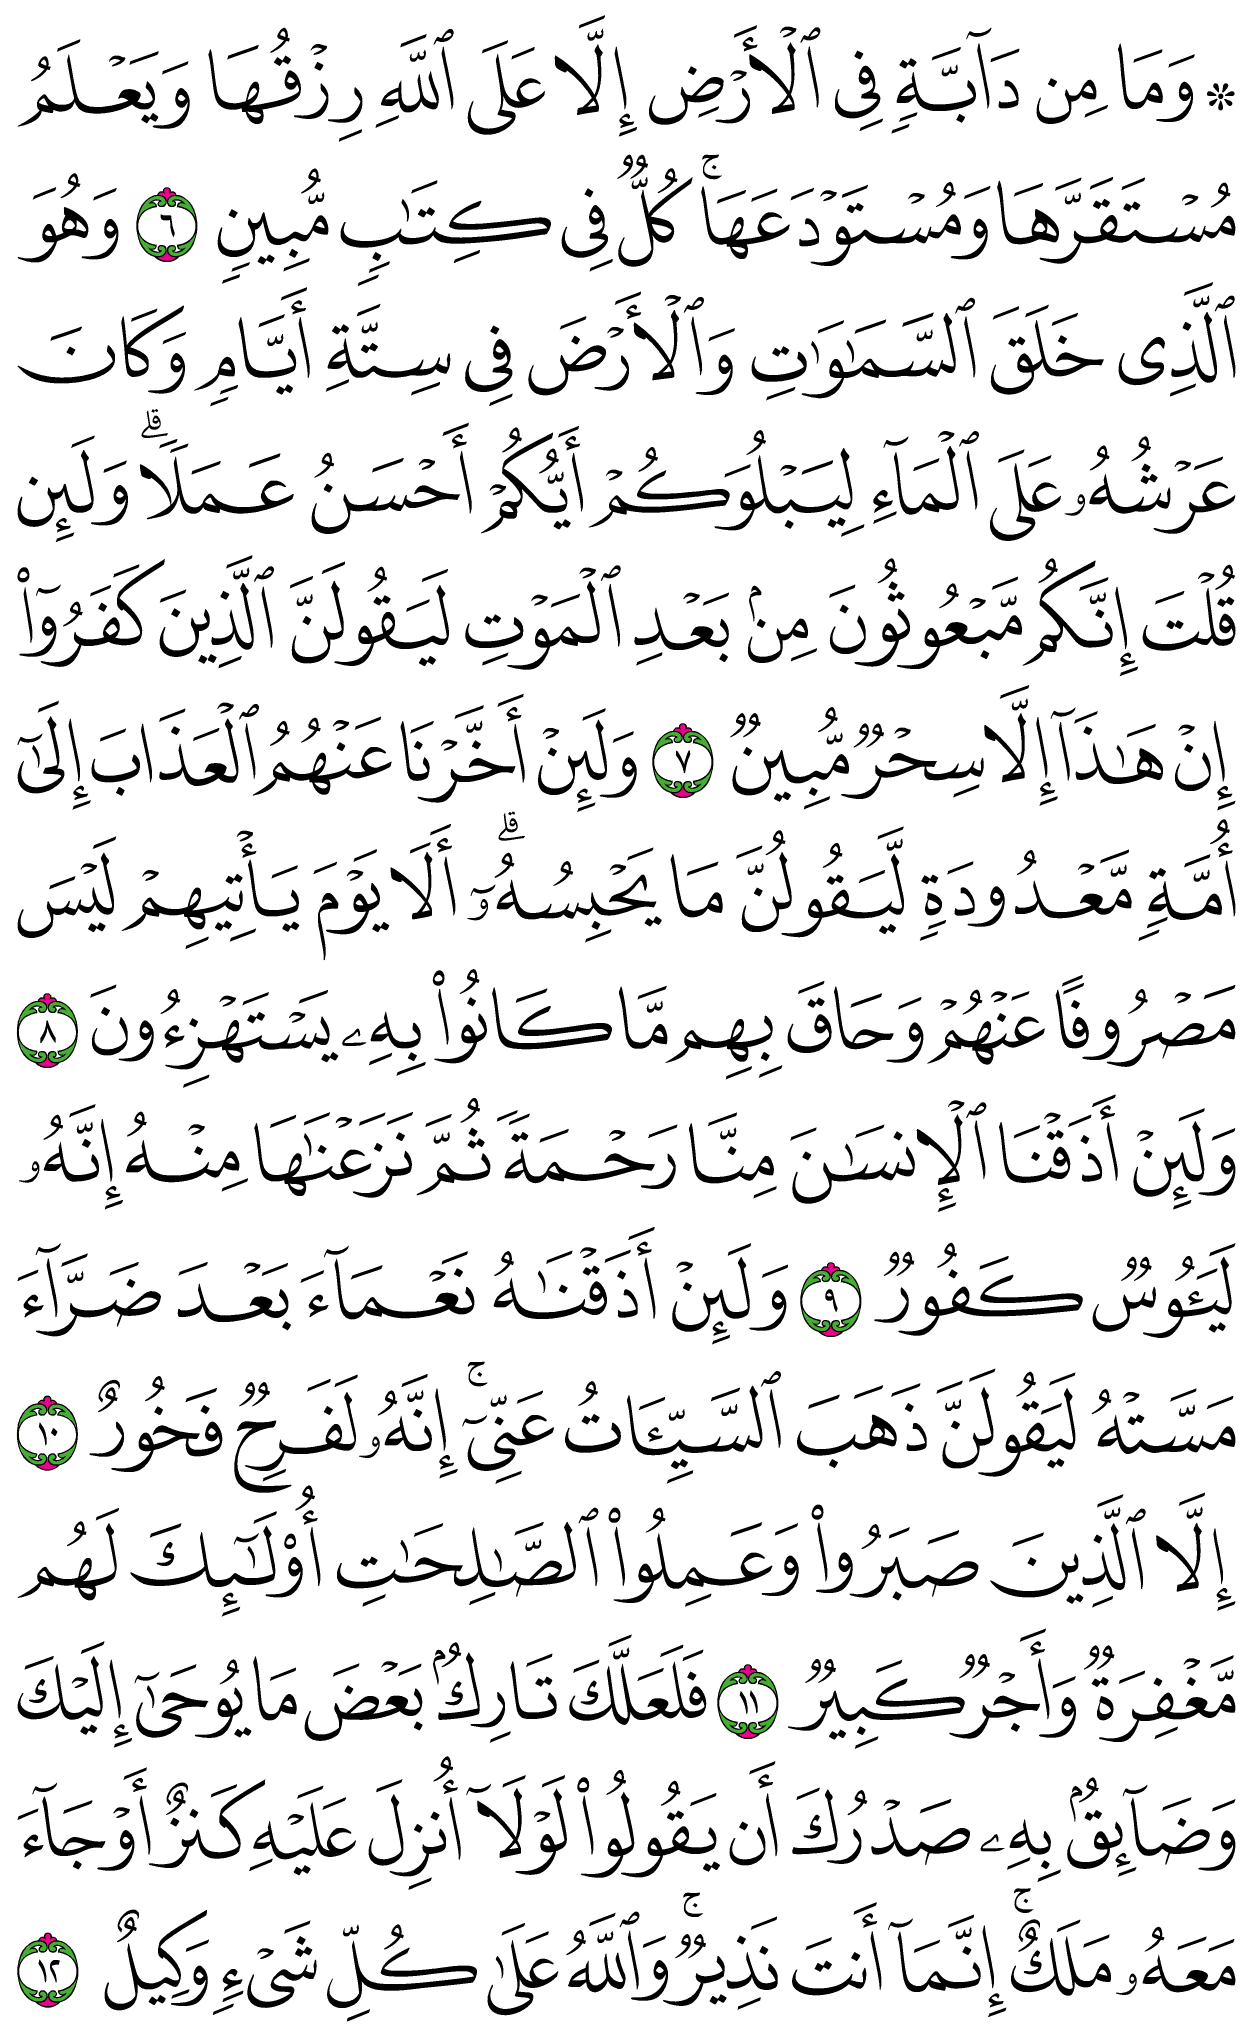 ۞ وَمَا مِن دَآبَّةٖ فِي ٱلۡأَرۡضِ إِلَّا عَلَى ٱللَّهِ رِزۡقُهَا وَيَعۡلَمُ
مُسۡتَقَرَّهَا وَمُسۡتَوۡدَعَهَاۚ كُلّٞ فِي كِتَٰبٖ مُّبِينٖ ٦ وَهُوَ
ٱلَّذِي خَلَقَ ٱلسَّمَٰوَٰتِ وَٱلۡأَرۡضَ فِي سِتَّةِ أَيَّامٖ وَكَانَ
عَرۡشُهُۥ عَلَى ٱلۡمَآءِ لِيَبۡلُوَكُمۡ أَيُّكُمۡ أَحۡسَنُ عَمَلٗاۗ وَلَئِن
قُلۡتَ إِنَّكُم مَّبۡعُوثُونَ مِنۢ بَعۡدِ ٱلۡمَوۡتِ لَيَقُولَنَّ ٱلَّذِينَ كَفَرُوٓاْ
إِنۡ هَٰذَآ إِلَّا سِحۡرٞ مُّبِينٞ ٧ وَلَئِنۡ أَخَّرۡنَا عَنۡهُمُ ٱلۡعَذَابَ إِلَىٰٓ
أُمَّةٖ مَّعۡدُودَةٖ لَّيَقُولُنَّ مَا يَحۡبِسُهُۥٓۗ أَلَا يَوۡمَ يَأۡتِيهِمۡ لَيۡسَ
مَصۡرُوفًا عَنۡهُمۡ وَحَاقَ بِهِم مَّا كَانُواْ بِهِۦ يَسۡتَهۡزِءُونَ ٨
وَلَئِنۡ أَذَقۡنَا ٱلۡإِنسَٰنَ مِنَّا رَحۡمَةٗ ثُمَّ نَزَعۡنَٰهَا مِنۡهُ إِنَّهُۥ
لَيَـُٔوسٞ كَفُورٞ ٩ وَلَئِنۡ أَذَقۡنَٰهُ نَعۡمَآءَ بَعۡدَ ضَرَّآءَ
مَسَّتۡهُ لَيَقُولَنَّ ذَهَبَ ٱلسَّيِّـَٔاتُ عَنِّيٓۚ إِنَّهُۥ لَفَرِحٞ فَخُورٌ ١٠
إِلَّا ٱلَّذِينَ صَبَرُواْ وَعَمِلُواْ ٱلصَّٰلِحَٰتِ أُوْلَٰٓئِكَ لَهُم
مَّغۡفِرَةٞ وَأَجۡرٞ كَبِيرٞ ١١ فَلَعَلَّكَ تَارِكُۢ بَعۡضَ مَا يُوحَىٰٓ إِلَيۡكَ
وَضَآئِقُۢ بِهِۦ صَدۡرُكَ أَن يَقُولُواْ لَوۡلَآ أُنزِلَ عَلَيۡهِ كَنزٌ أَوۡ جَآءَ
مَعَهُۥ مَلَكٌۚ إِنَّمَآ أَنتَ نَذِيرٞۚ وَٱللَّهُ عَلَىٰ كُلِّ شَيۡءٖ وَكِيلٌ ١٢